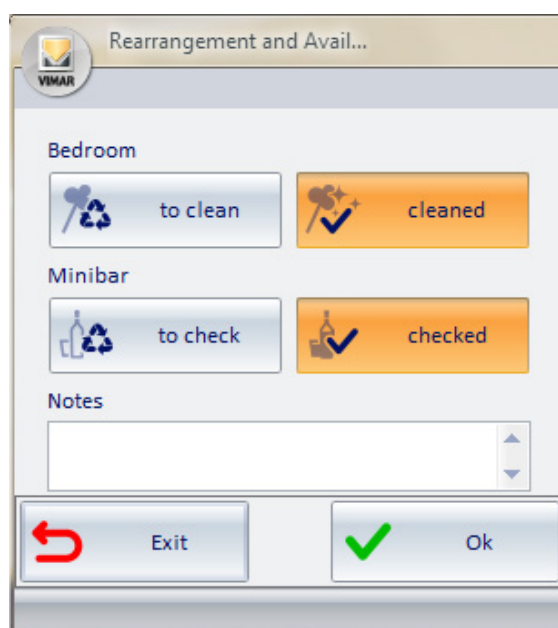 Rearrangement and Avail...
VIMAR
Bedroom
to clean
cleaned
Minibar
to check
checked
Notes
Exit
Ok